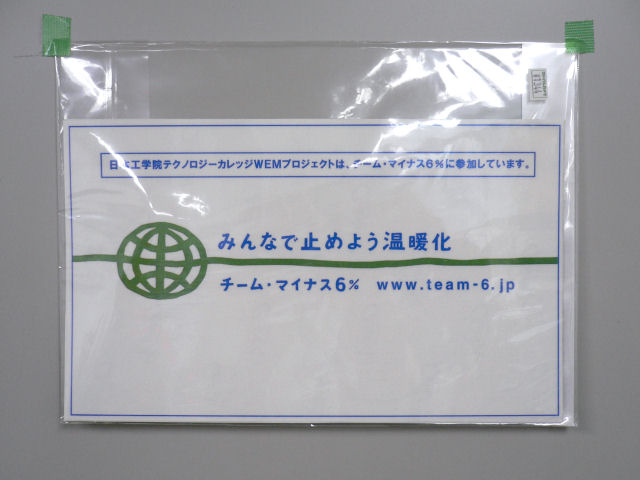 日本工学院テクノロジーカレッジWEMプロジェクトは、チーム・マイナス6％に参加しています。
みんなで止めよう温暖化
チーム・マイナス6% www.team-6.jp